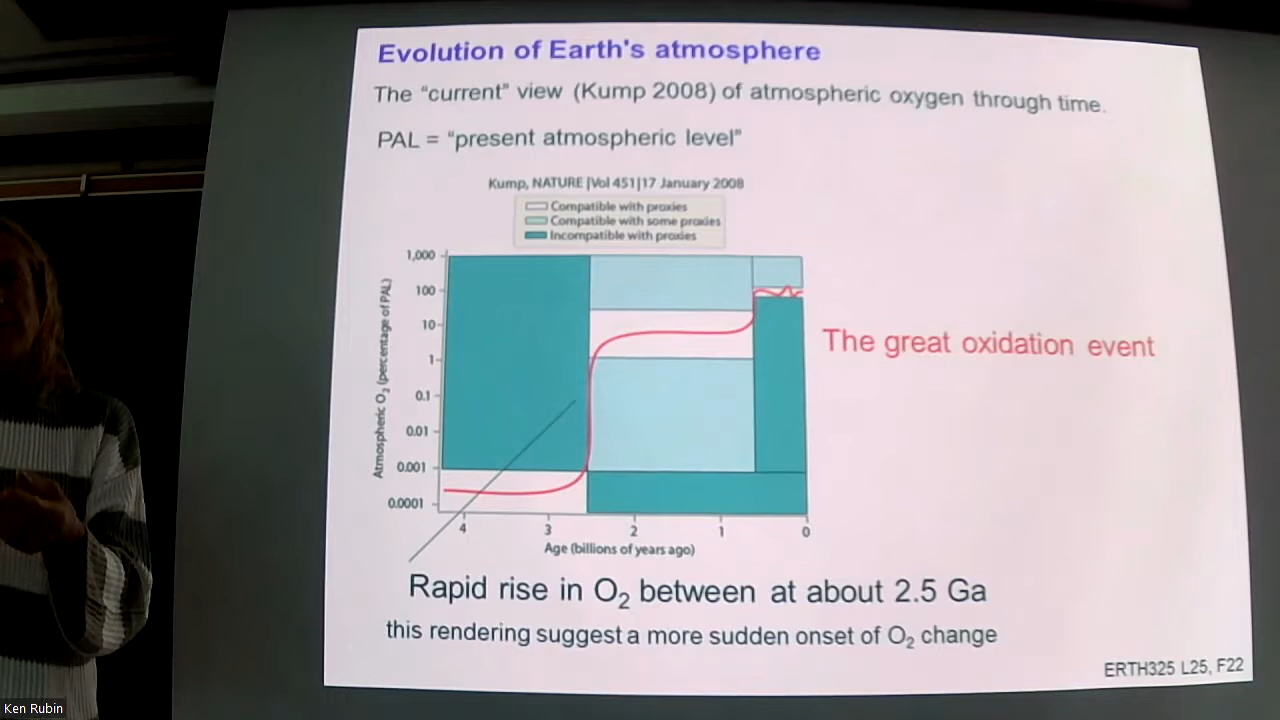 Evolution of Earth's atmosphere
The “current” view (Kump 2008) of atmospheric oxygen through time.
PAL = “present atmospheric level”
Kump, NATURE |Vol 451|17 January 2008
Compatible with proxies
Compatible with some proxies
Incompatible with proxies
Atmospheric O₂ (percentage of PAL)
1,000
100
10
1
0.1
0.01
0.001
0.0001
4 3 2 1 0
Age (billions of years ago)
The great oxidation event
Rapid rise in O₂ between at about 2.5 Ga
this rendering suggest a more sudden onset of O₂ change
ERTH325 L25, F22
Ken Rubin